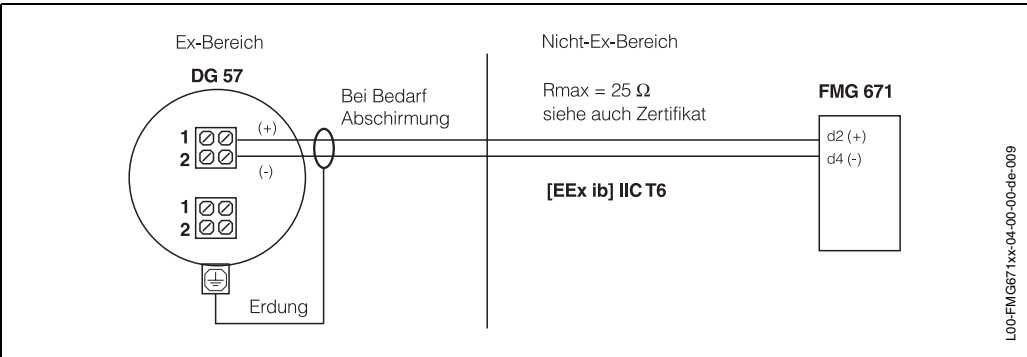 Ex-Bereich
Nicht-Ex-Bereich
DG 57
Bei Bedarf
Abschirmung
Rmax = 25 Ω
siehe auch Zertifikat
FMG 671
1
(+)
2
(-)
d2 (+)
d4 (-)
[EEx ib] IIC T6
1
2
Erdung
L00-FMG671xx-04-00-00-de-009